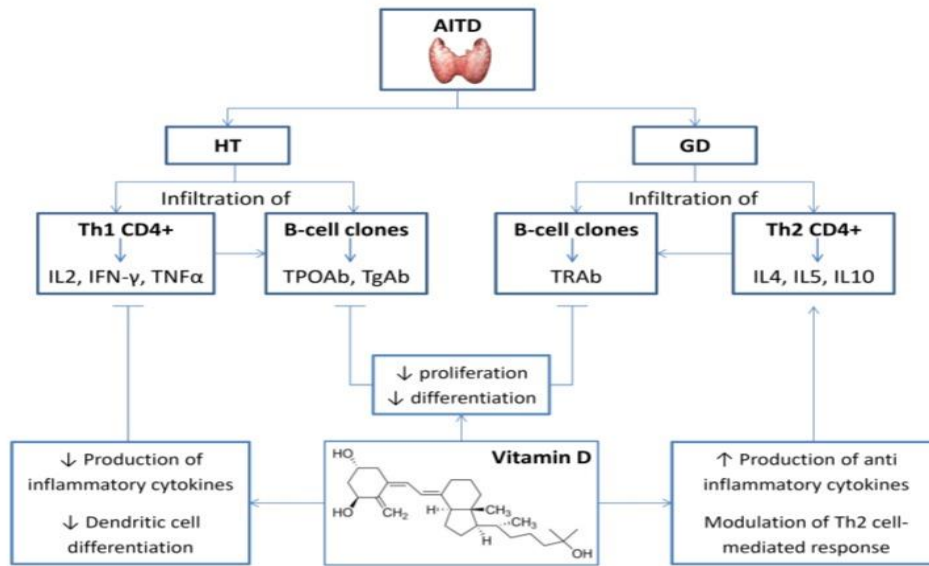 AITD
HT
GD
Infiltration of
Infiltration of
Th1 CD4+
IL2, IFN-γ, TNFα
B-cell clones
TPOAb, TgAb
B-cell clones
TRAb
Th2 CD4+
IL4, IL5, IL10
↓ proliferation
↓ differentiation
↓ Production of
inflammatory cytokines
↓ Dendritic cell
differentiation
Vitamin D
HO
HO
CH₂
H
CH₃
CH₃
H
OH
↑ Production of anti
inflammatory cytokines
Modulation of Th2 cell-
mediated response